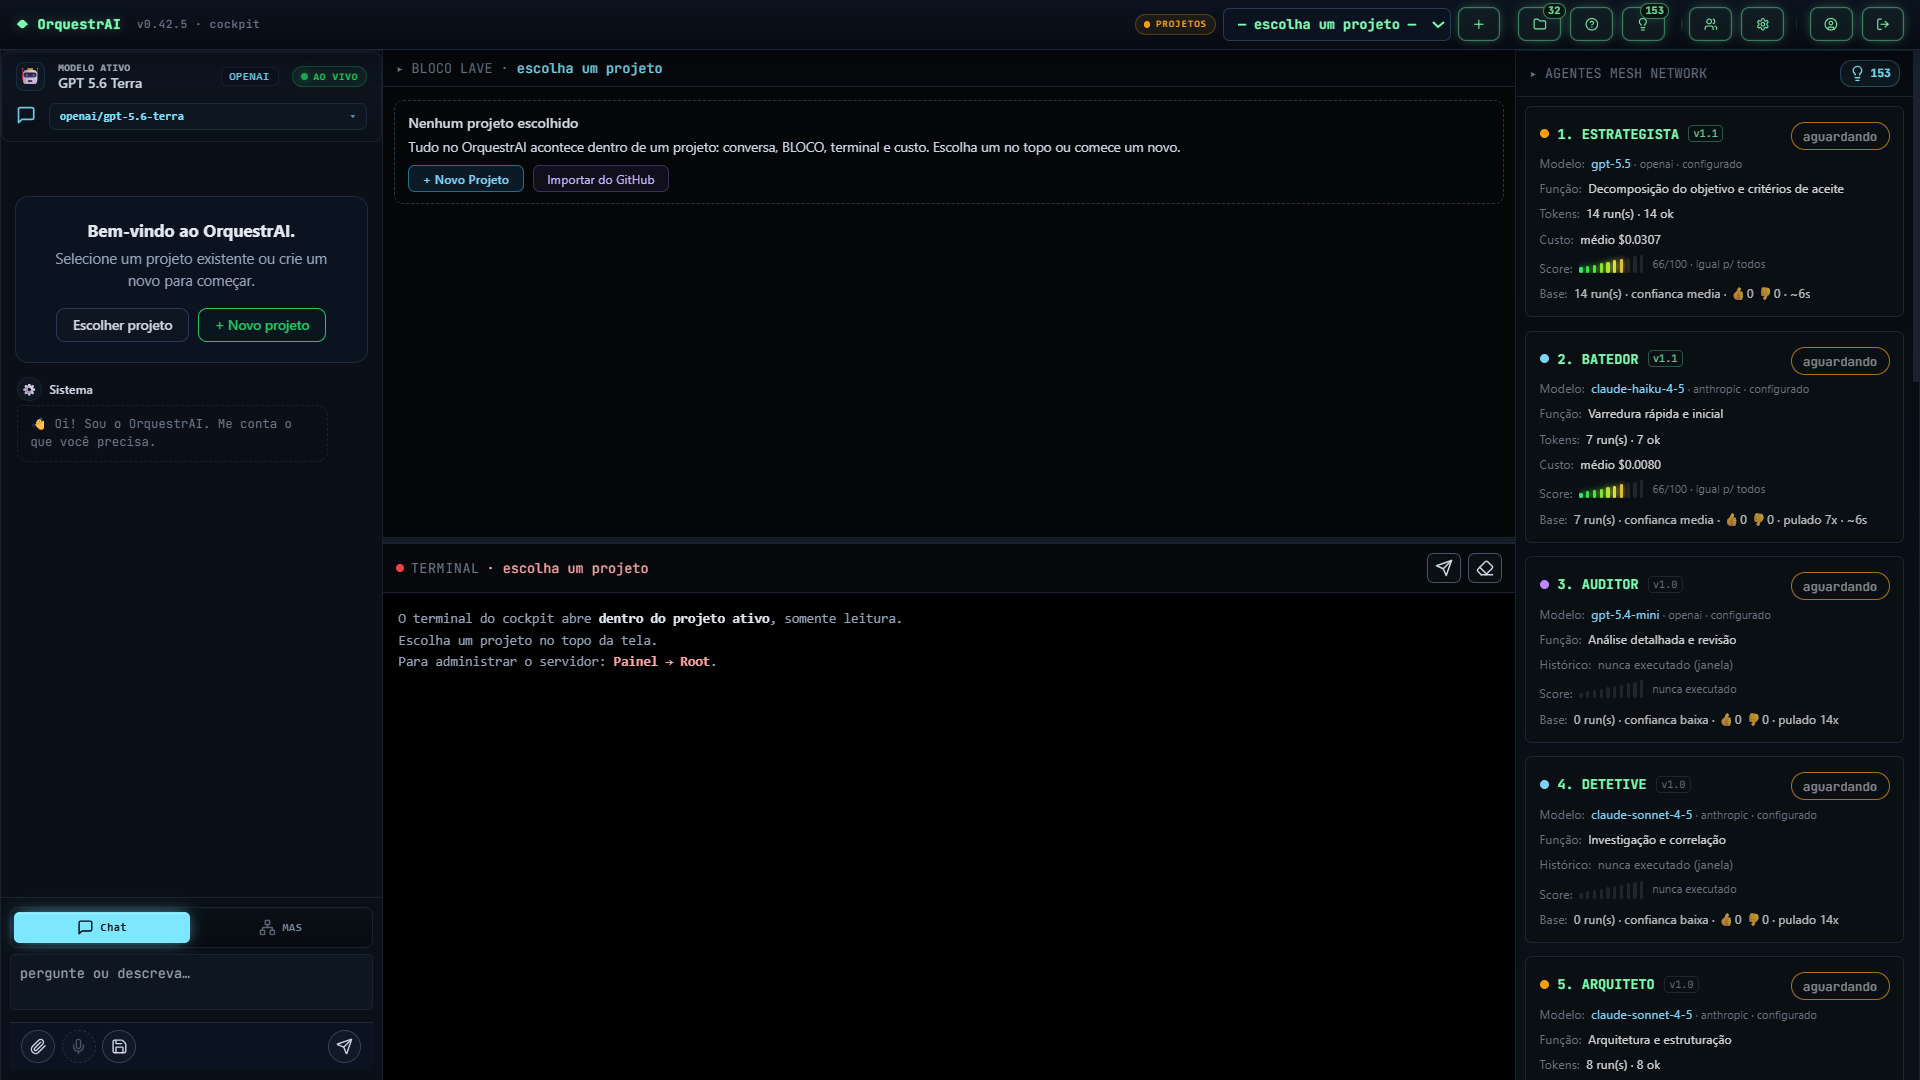 OrquestrAI v0.42.5 · cockpit
PROJETOS
— escolha um projeto —
32
153
MODELO ATIVO
GPT 5.6 Terra
OPENAI
AO VIVO
openai/gpt-5.6-terra
Bem-vindo ao OrquestrAI.
Selecione um projeto existente ou crie um
novo para começar.
Escolher projeto
+ Novo projeto
Sistema
👋 Oi! Sou o OrquestrAI. Me conta o
que você precisa.
Chat
MAS
pergunte ou descreva…
▸ BLOCO LAVE · escolha um projeto
Nenhum projeto escolhido
Tudo no OrquestrAI acontece dentro de um projeto: conversa, BLOCO, terminal e custo. Escolha um no topo ou comece um novo.
+ Novo Projeto
Importar do GitHub
TERMINAL · escolha um projeto
O terminal do cockpit abre dentro do projeto ativo, somente leitura.
Escolha um projeto no topo da tela.
Para administrar o servidor: Painel → Root.
▸ AGENTES MESH NETWORK
153
1. ESTRATEGISTA v1.1
aguardando
Modelo: gpt-5.5 · openai · configurado
Função: Decomposição do objetivo e critérios de aceite
Tokens: 14 run(s) · 14 ok
Custo: médio $0.0307
Score: 66/100 · igual p/ todos
Base: 14 run(s) · confianca media · 👍0 👎0 · ~6s
2. BATEDOR v1.1
aguardando
Modelo: claude-haiku-4-5 · anthropic · configurado
Função: Varredura rápida e inicial
Tokens: 7 run(s) · 7 ok
Custo: médio $0.0080
Score: 66/100 · igual p/ todos
Base: 7 run(s) · confianca media · 👍0 👎0 · pulado 7x · ~6s
3. AUDITOR v1.0
aguardando
Modelo: gpt-5.4-mini · openai · configurado
Função: Análise detalhada e revisão
Histórico: nunca executado (janela)
Score: nunca executado
Base: 0 run(s) · confianca baixa · 👍0 👎0 · pulado 14x
4. DETETIVE v1.0
aguardando
Modelo: claude-sonnet-4-5 · anthropic · configurado
Função: Investigação e correlação
Histórico: nunca executado (janela)
Score: nunca executado
Base: 0 run(s) · confianca baixa · 👍0 👎0 · pulado 14x
5. ARQUITETO v1.0
aguardando
Modelo: claude-sonnet-4-5 · anthropic · configurado
Função: Arquitetura e estruturação
Tokens: 8 run(s) · 8 ok